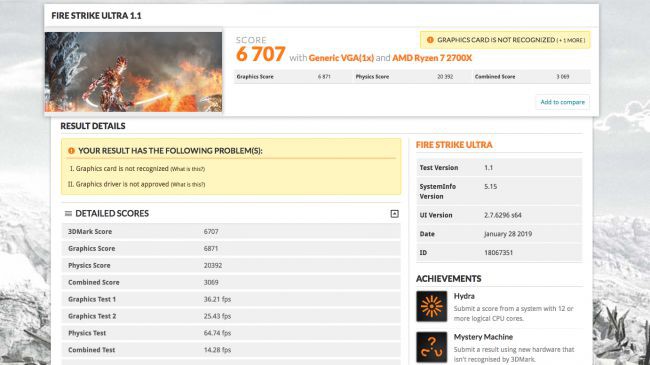 FIRE STRIKE ULTRA 1.1
SCORE
6 707 with Generic VGA(1x) and AMD Ryzen 7 2700X
GRAPHICS CARD IS NOT RECOGNIZED ( + 1 MORE )
Graphics Score 6 871 Physics Score 20 392 Combined Score 3 069
Add to compare
RESULT DETAILS
YOUR RESULT HAS THE FOLLOWING PROBLEM(S):
I. Graphics card is not recognized (What is this?)
II. Graphics driver is not approved (What is this?)
DETAILED SCORES
3DMark Score 6707
Graphics Score 6871
Physics Score 20392
Combined Score 3069
Graphics Test 1 36.21 fps
Graphics Test 2 25.43 fps
Physics Test 64.74 fps
Combined Test 14.28 fps
FIRE STRIKE ULTRA
Test Version 1.1
SystemInfo 5.15
Version
UI Version 2.7.6296 s64
Date January 28 2019
ID 18067351
ACHIEVEMENTS
Hydra
Submit a score from a system with 12 or
more logical CPU cores.
Mystery Machine
Submit a result using new hardware that
isn't recognised by 3DMark.